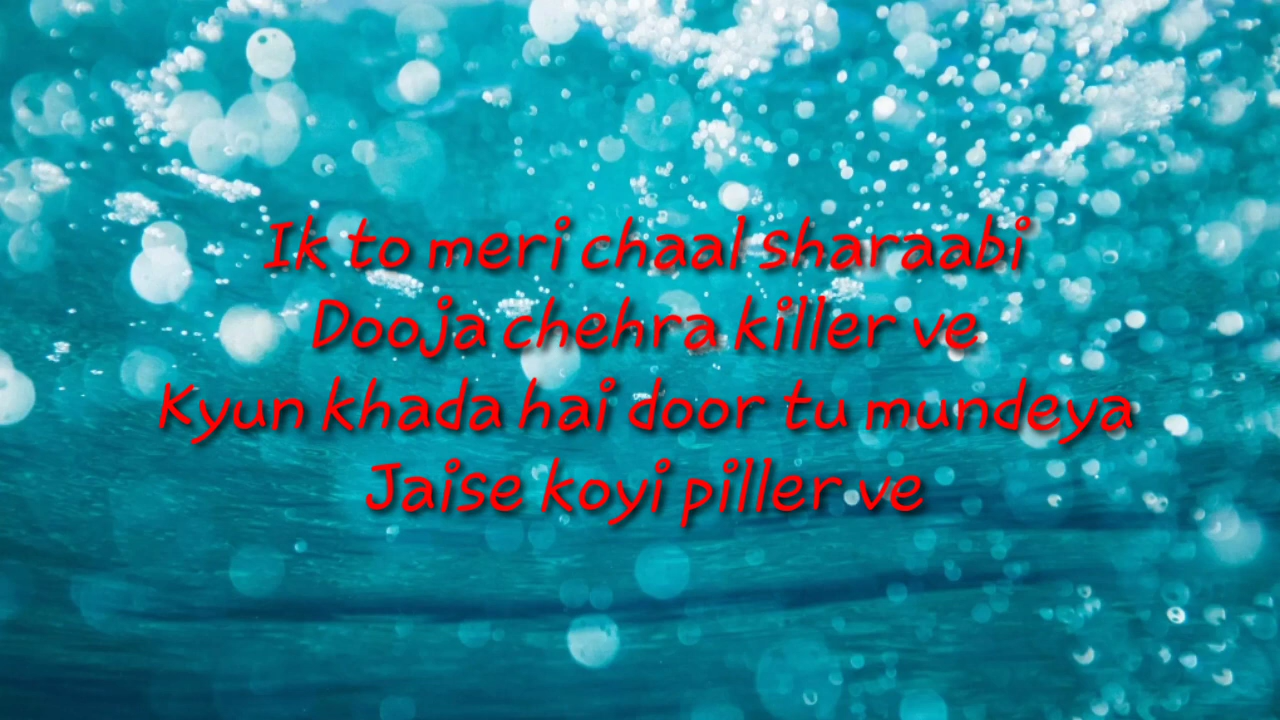 Ik to meri chaal sharaabi
Dooja chehra killer ve
Kyun khada hai door tu mundeya
Jaise koyi piller ve